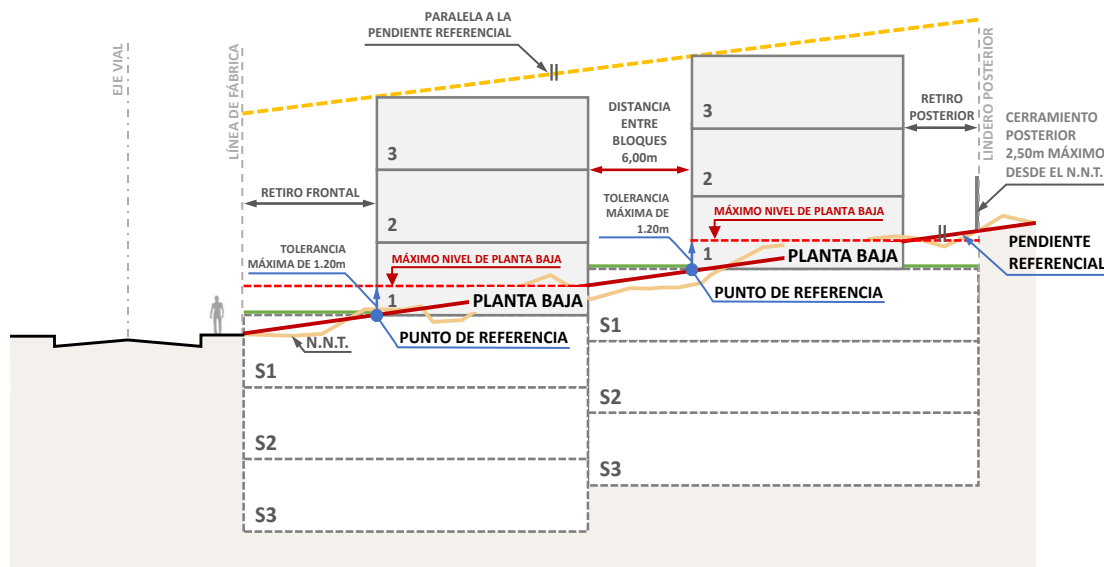 PARALELA A LA
PENDIENTE REFERENCIAL
EJE VIAL
LÍNEA DE FÁBRICA
LINDERO POSTERIOR
3
DISTANCIA
ENTRE
BLOQUES
6,00m
3
RETIRO
POSTERIOR
CERRAMIENTO
POSTERIOR
2,50m MÁXIMO
DESDE EL N.N.T.
RETIRO FRONTAL
2
2
TOLERANCIA
MÁXIMA DE
1.20m
MÁXIMO NIVEL DE PLANTA BAJA
TOLERANCIA
MÁXIMA DE 1.20m
MÁXIMO NIVEL DE PLANTA BAJA
1
PLANTA BAJA
PENDIENTE
REFERENCIAL
1
PLANTA BAJA
PUNTO DE REFERENCIA
N.N.T.
PUNTO DE REFERENCIA
S1
S1
S2
S2
S3
S3